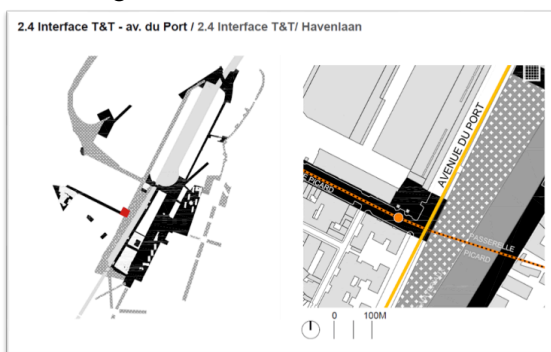 2.4 Interface T&T - av. du Port / 2.4 Interface T&T/ Havenlaan
AVENUE DU PORT
E PICARD
PASSERELLE
PICARD
0 100M